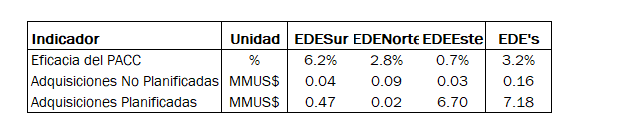 Indicador Unidad EDESur EDENorte EDEEste EDE's
Eficacia del PACC % 6.2% 2.8% 0.7% 3.2%
Adquisiciones No Planificadas MMUS$ 0.04 0.09 0.03 0.16
Adquisiciones Planificadas MMUS$ 0.47 0.02 6.70 7.18